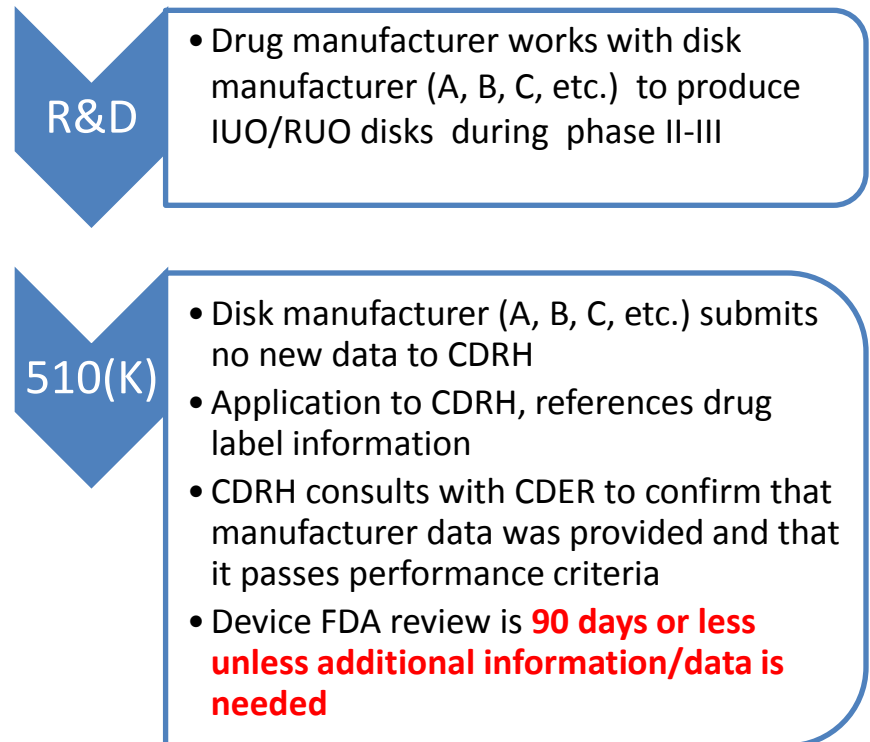 R&D
• Drug manufacturer works with disk
manufacturer (A, B, C, etc.)  to produce
IUO/RUO disks  during  phase II-III
510(K)
• Disk manufacturer (A, B, C, etc.) submits
no new data to CDRH
• Application to CDRH, references drug
label information
• CDRH consults with CDER to confirm that
manufacturer data was provided and that
it passes performance criteria
• Device FDA review is 90 days or less
unless additional information/data is
needed